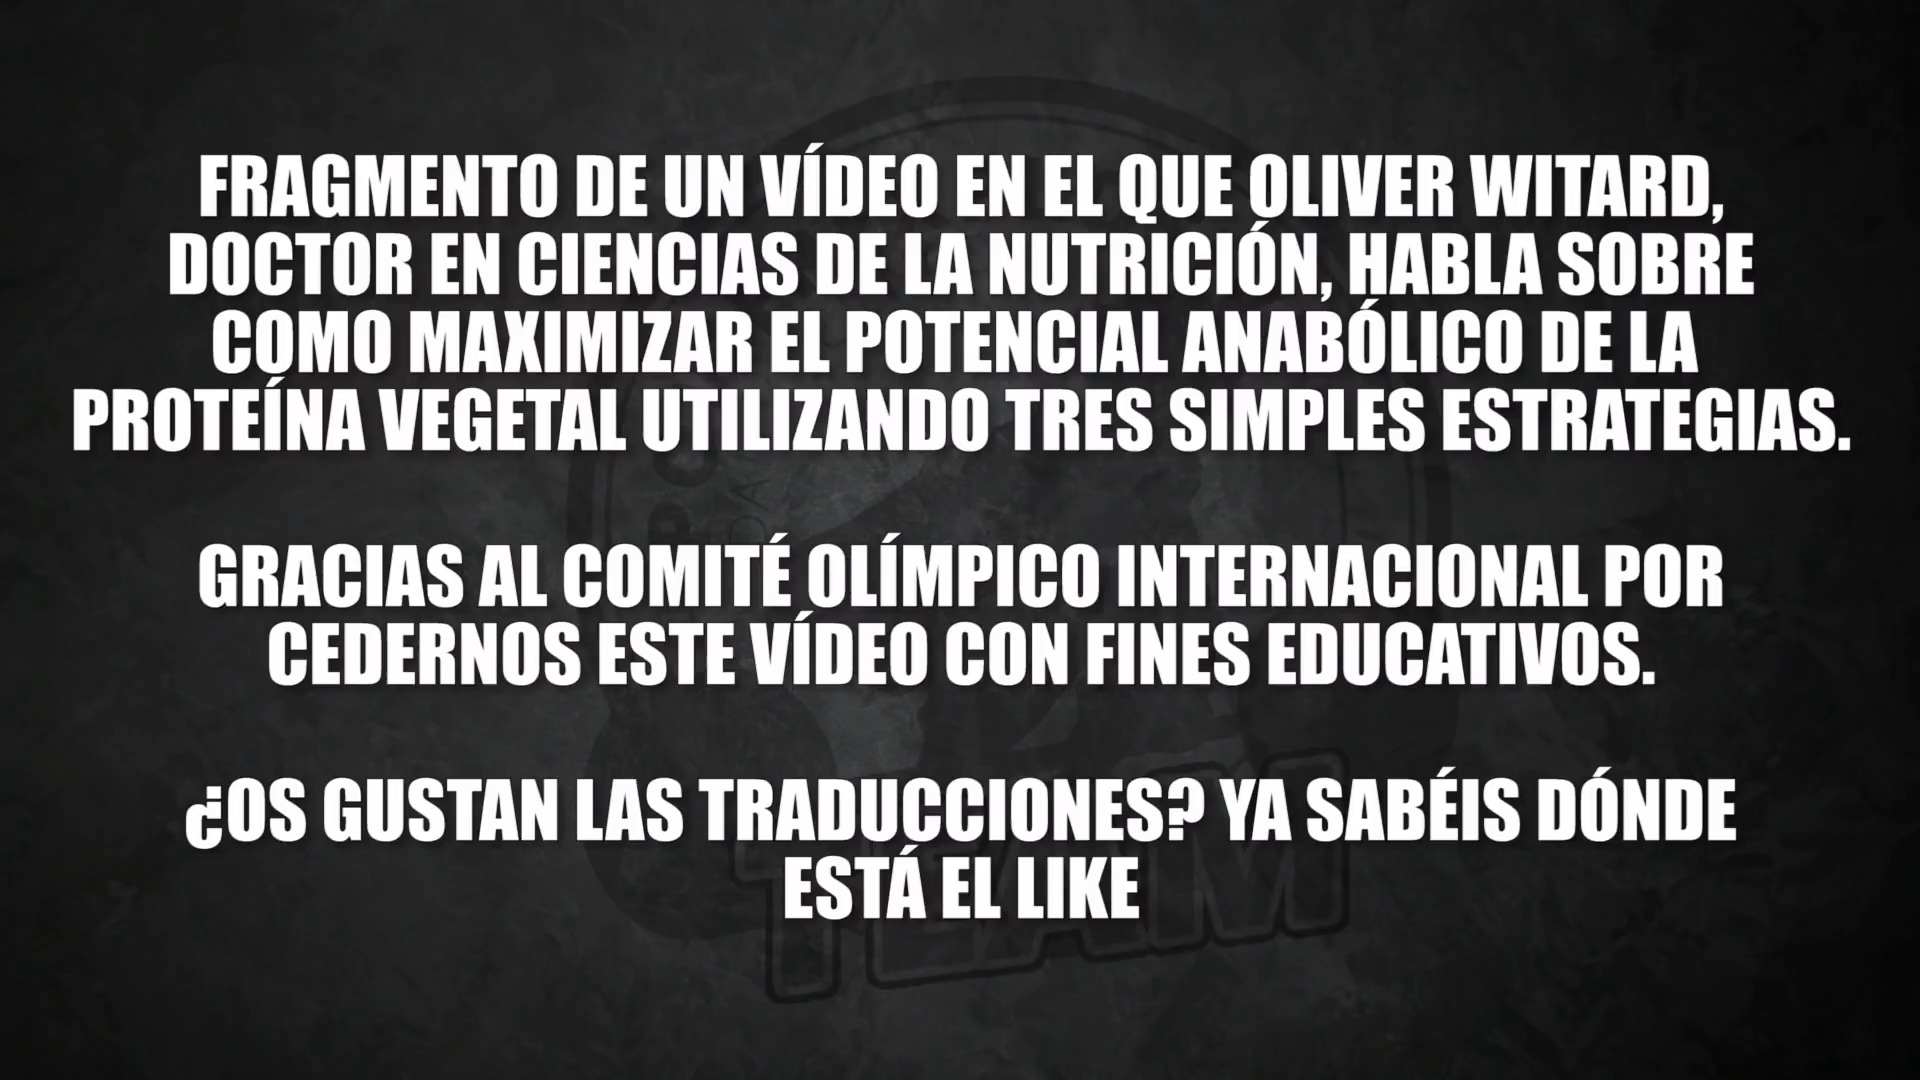 FRAGMENTO DE UN VÍDEO EN EL QUE OLIVER WITARD,
DOCTOR EN CIENCIAS DE LA NUTRICIÓN, HABLA SOBRE
COMO MAXIMIZAR EL POTENCIAL ANABÓLICO DE LA
PROTEÍNA VEGETAL UTILIZANDO TRES SIMPLES ESTRATEGIAS.
GRACIAS AL COMITÉ OLÍMPICO INTERNACIONAL POR
CEDERNOS ESTE VÍDEO CON FINES EDUCATIVOS.
¿OS GUSTAN LAS TRADUCCIONES? YA SABÉIS DÓNDE
ESTÁ EL LIKE
TEAM